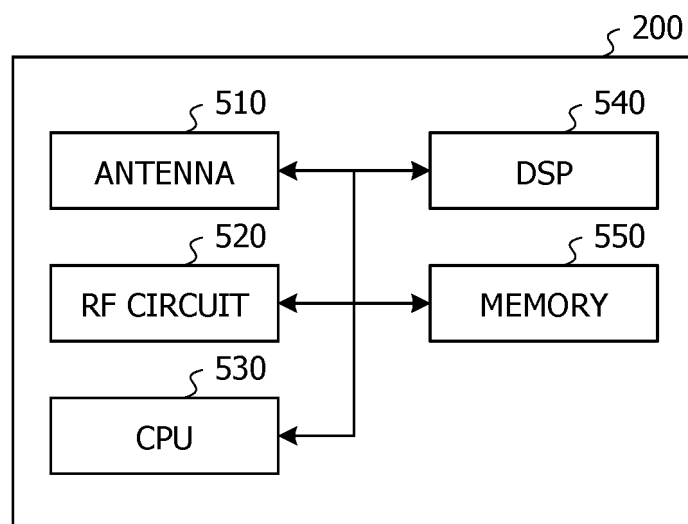 200
510
ANTENNA
540
DSP
520
RF CIRCUIT
550
MEMORY
530
CPU